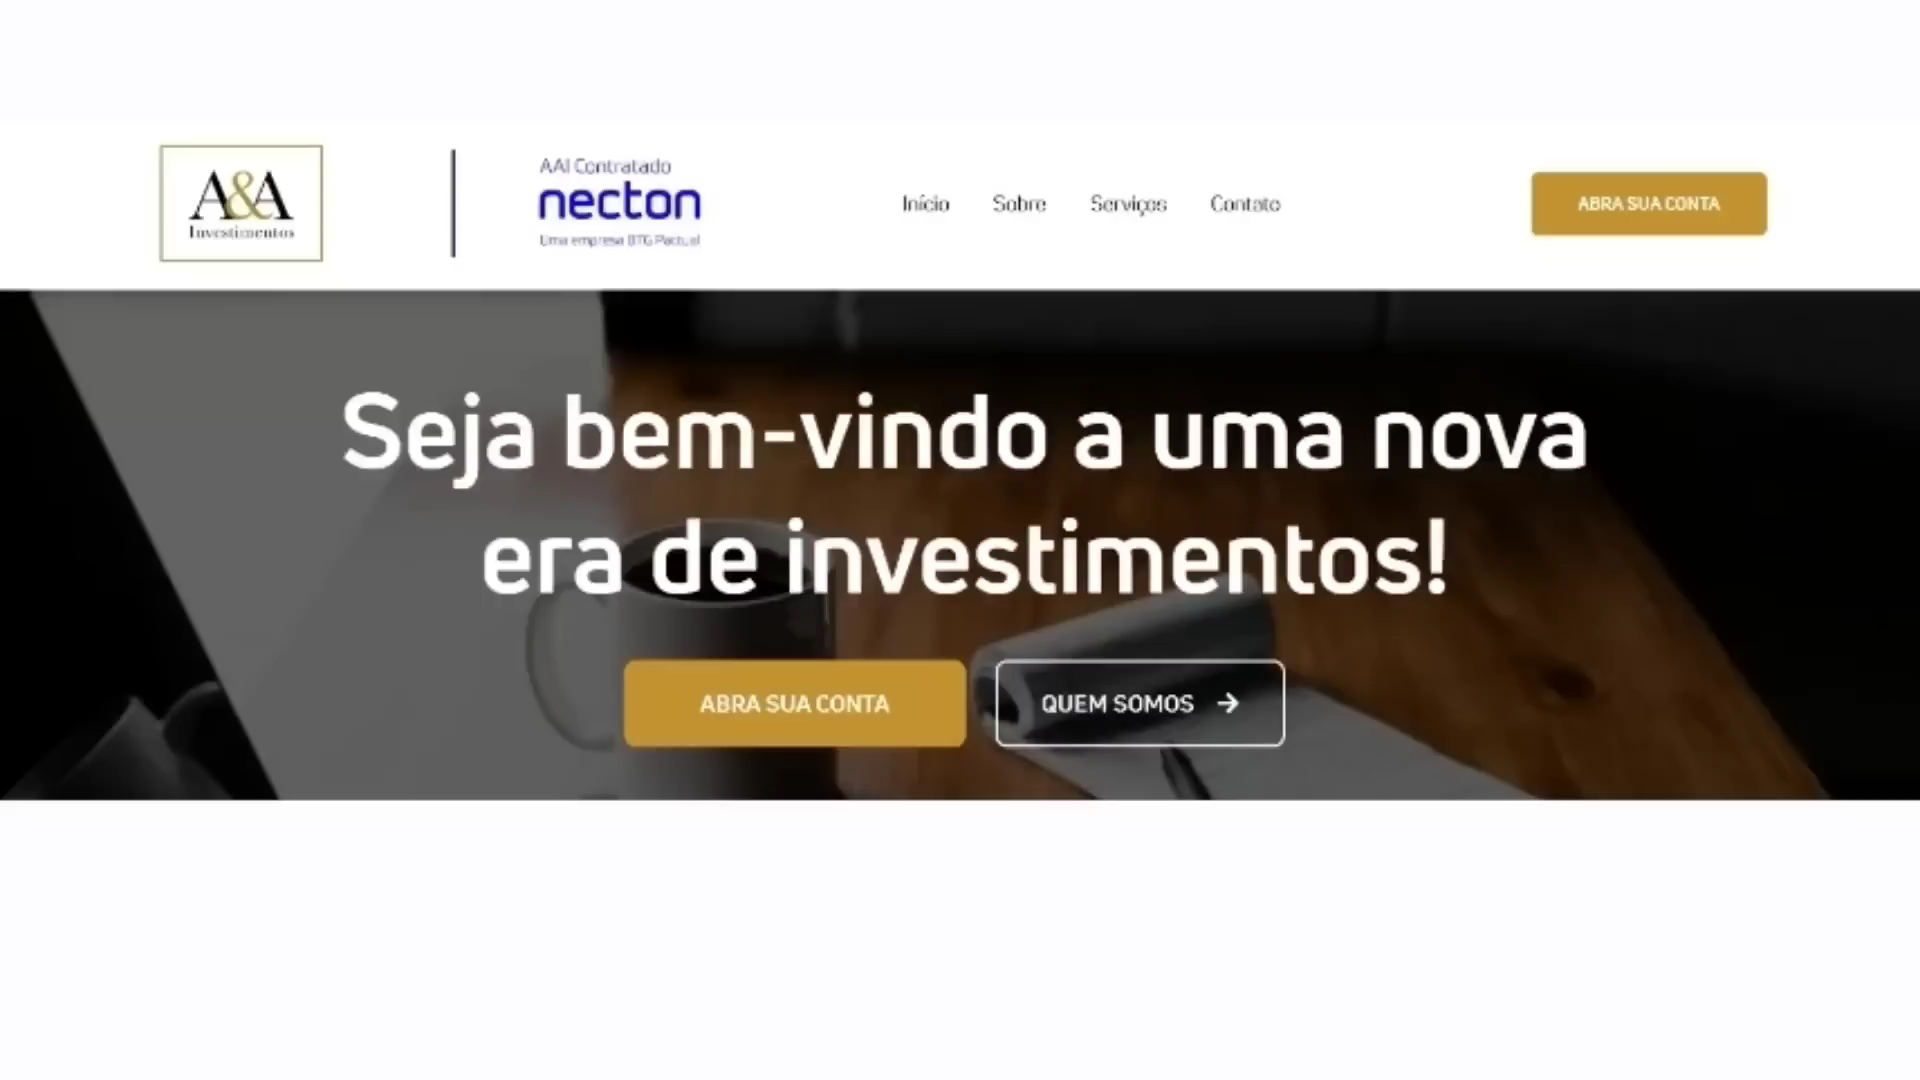 A&A
Investimentos
AAI Contratado
necton
Uma empresa BTG Pactual
Início
Sobre
Serviços
Contato
ABRA SUA CONTA
Seja bem-vindo a uma nova
era de investimentos!
ABRA SUA CONTA
QUEM SOMOS